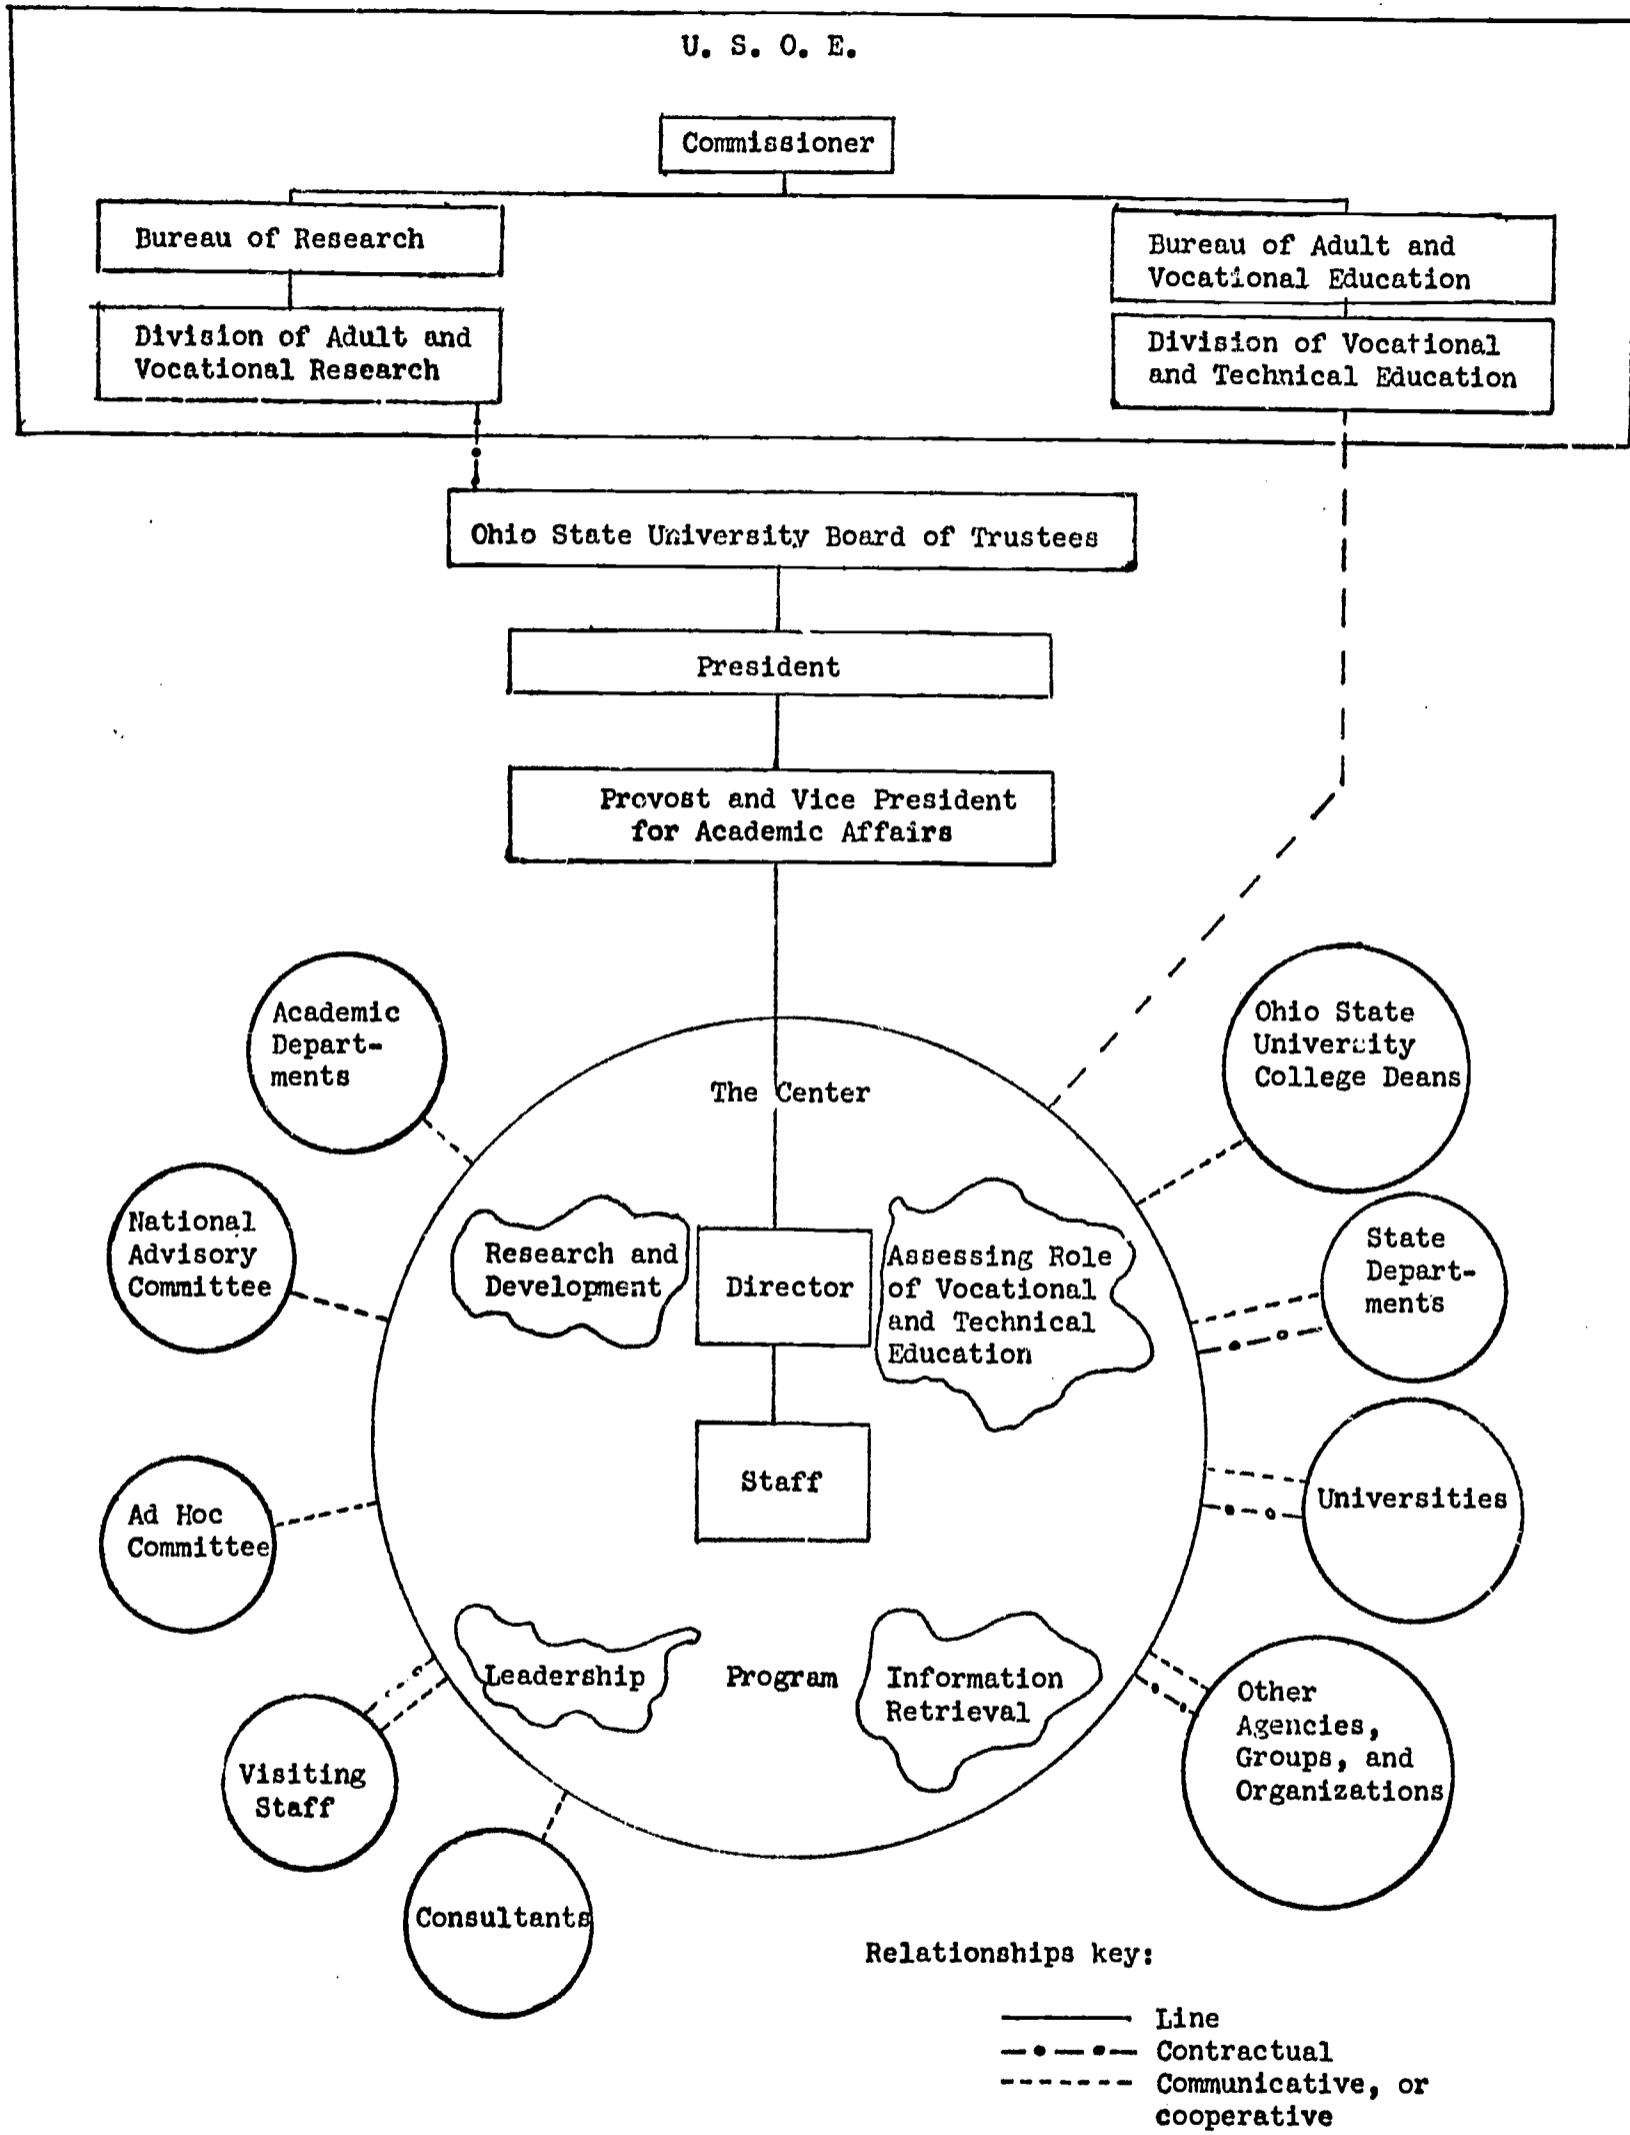 U. S. O. E.
Commissioner
Bureau of Research
Bureau of Adult and
Vocational Education
Division of Adult and
Vocational Research
Division of Vocational
and Technical Education
Ohio State University Board of Trustees
President
Provost and Vice President
for Academic Affairs
Academic
Depart-
ments
Ohio State
University
College Deans
The Center
National
Advisory
Committee
Research and
Development
Director
Assessing Role
of Vocational
and Technical
Education
State
Depart-
ments
Staff
Universities
Ad Hoc
Committee
Leadership
Program
Information
Retrieval
Other
Agencies,
Groups, and
Organizations
Visiting
Staff
Consultants
Relationships key:
Line
Contractual
Communicative, or
cooperative